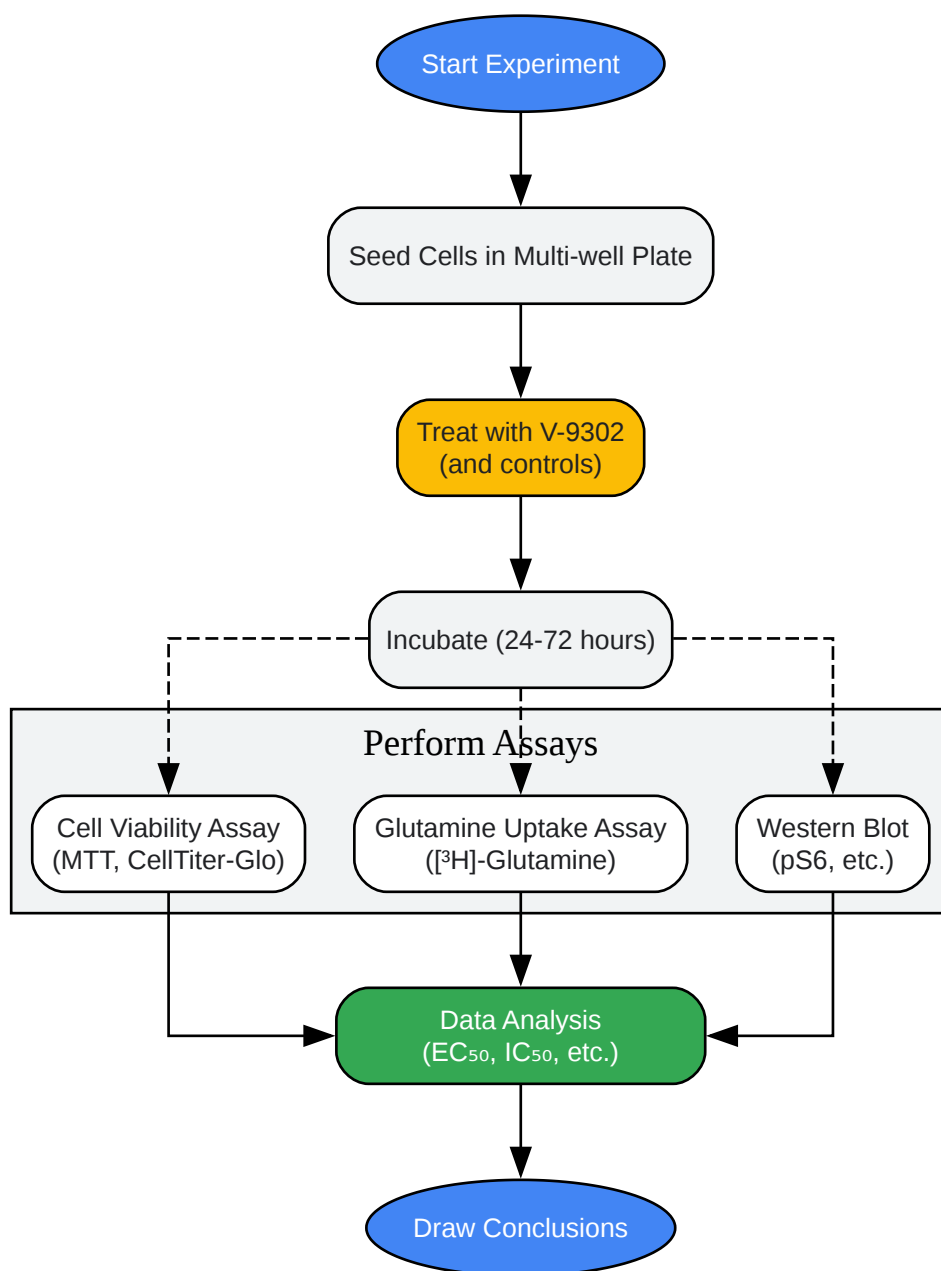 Start Experiment
Seed Cells in Multi-well Plate
Treat with V-9302
(and controls)
Incubate (24-72 hours)
Perform Assays
Cell Viability Assay
(MTT, CellTiter-Glo)
Glutamine Uptake Assay
([³H]-Glutamine)
Western Blot
(pS6, etc.)
Data Analysis
(EC₅₀, IC₅₀, etc.)
Draw Conclusions